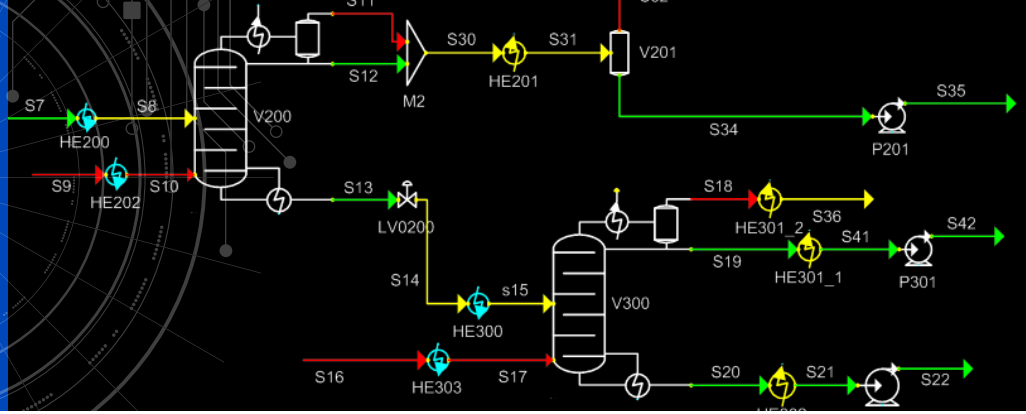 S11
S30
S31
V201
S12
HE201
M2
S7
S8
V200
S35
HE200
S34
P201
S9
S10
HE202
S13
S18
LV0200
S36
HE301_2
S41
S42
S19
HE301_1
P301
S14
s15
V300
HE300
S16
HE303
S17
S20
S21
S22